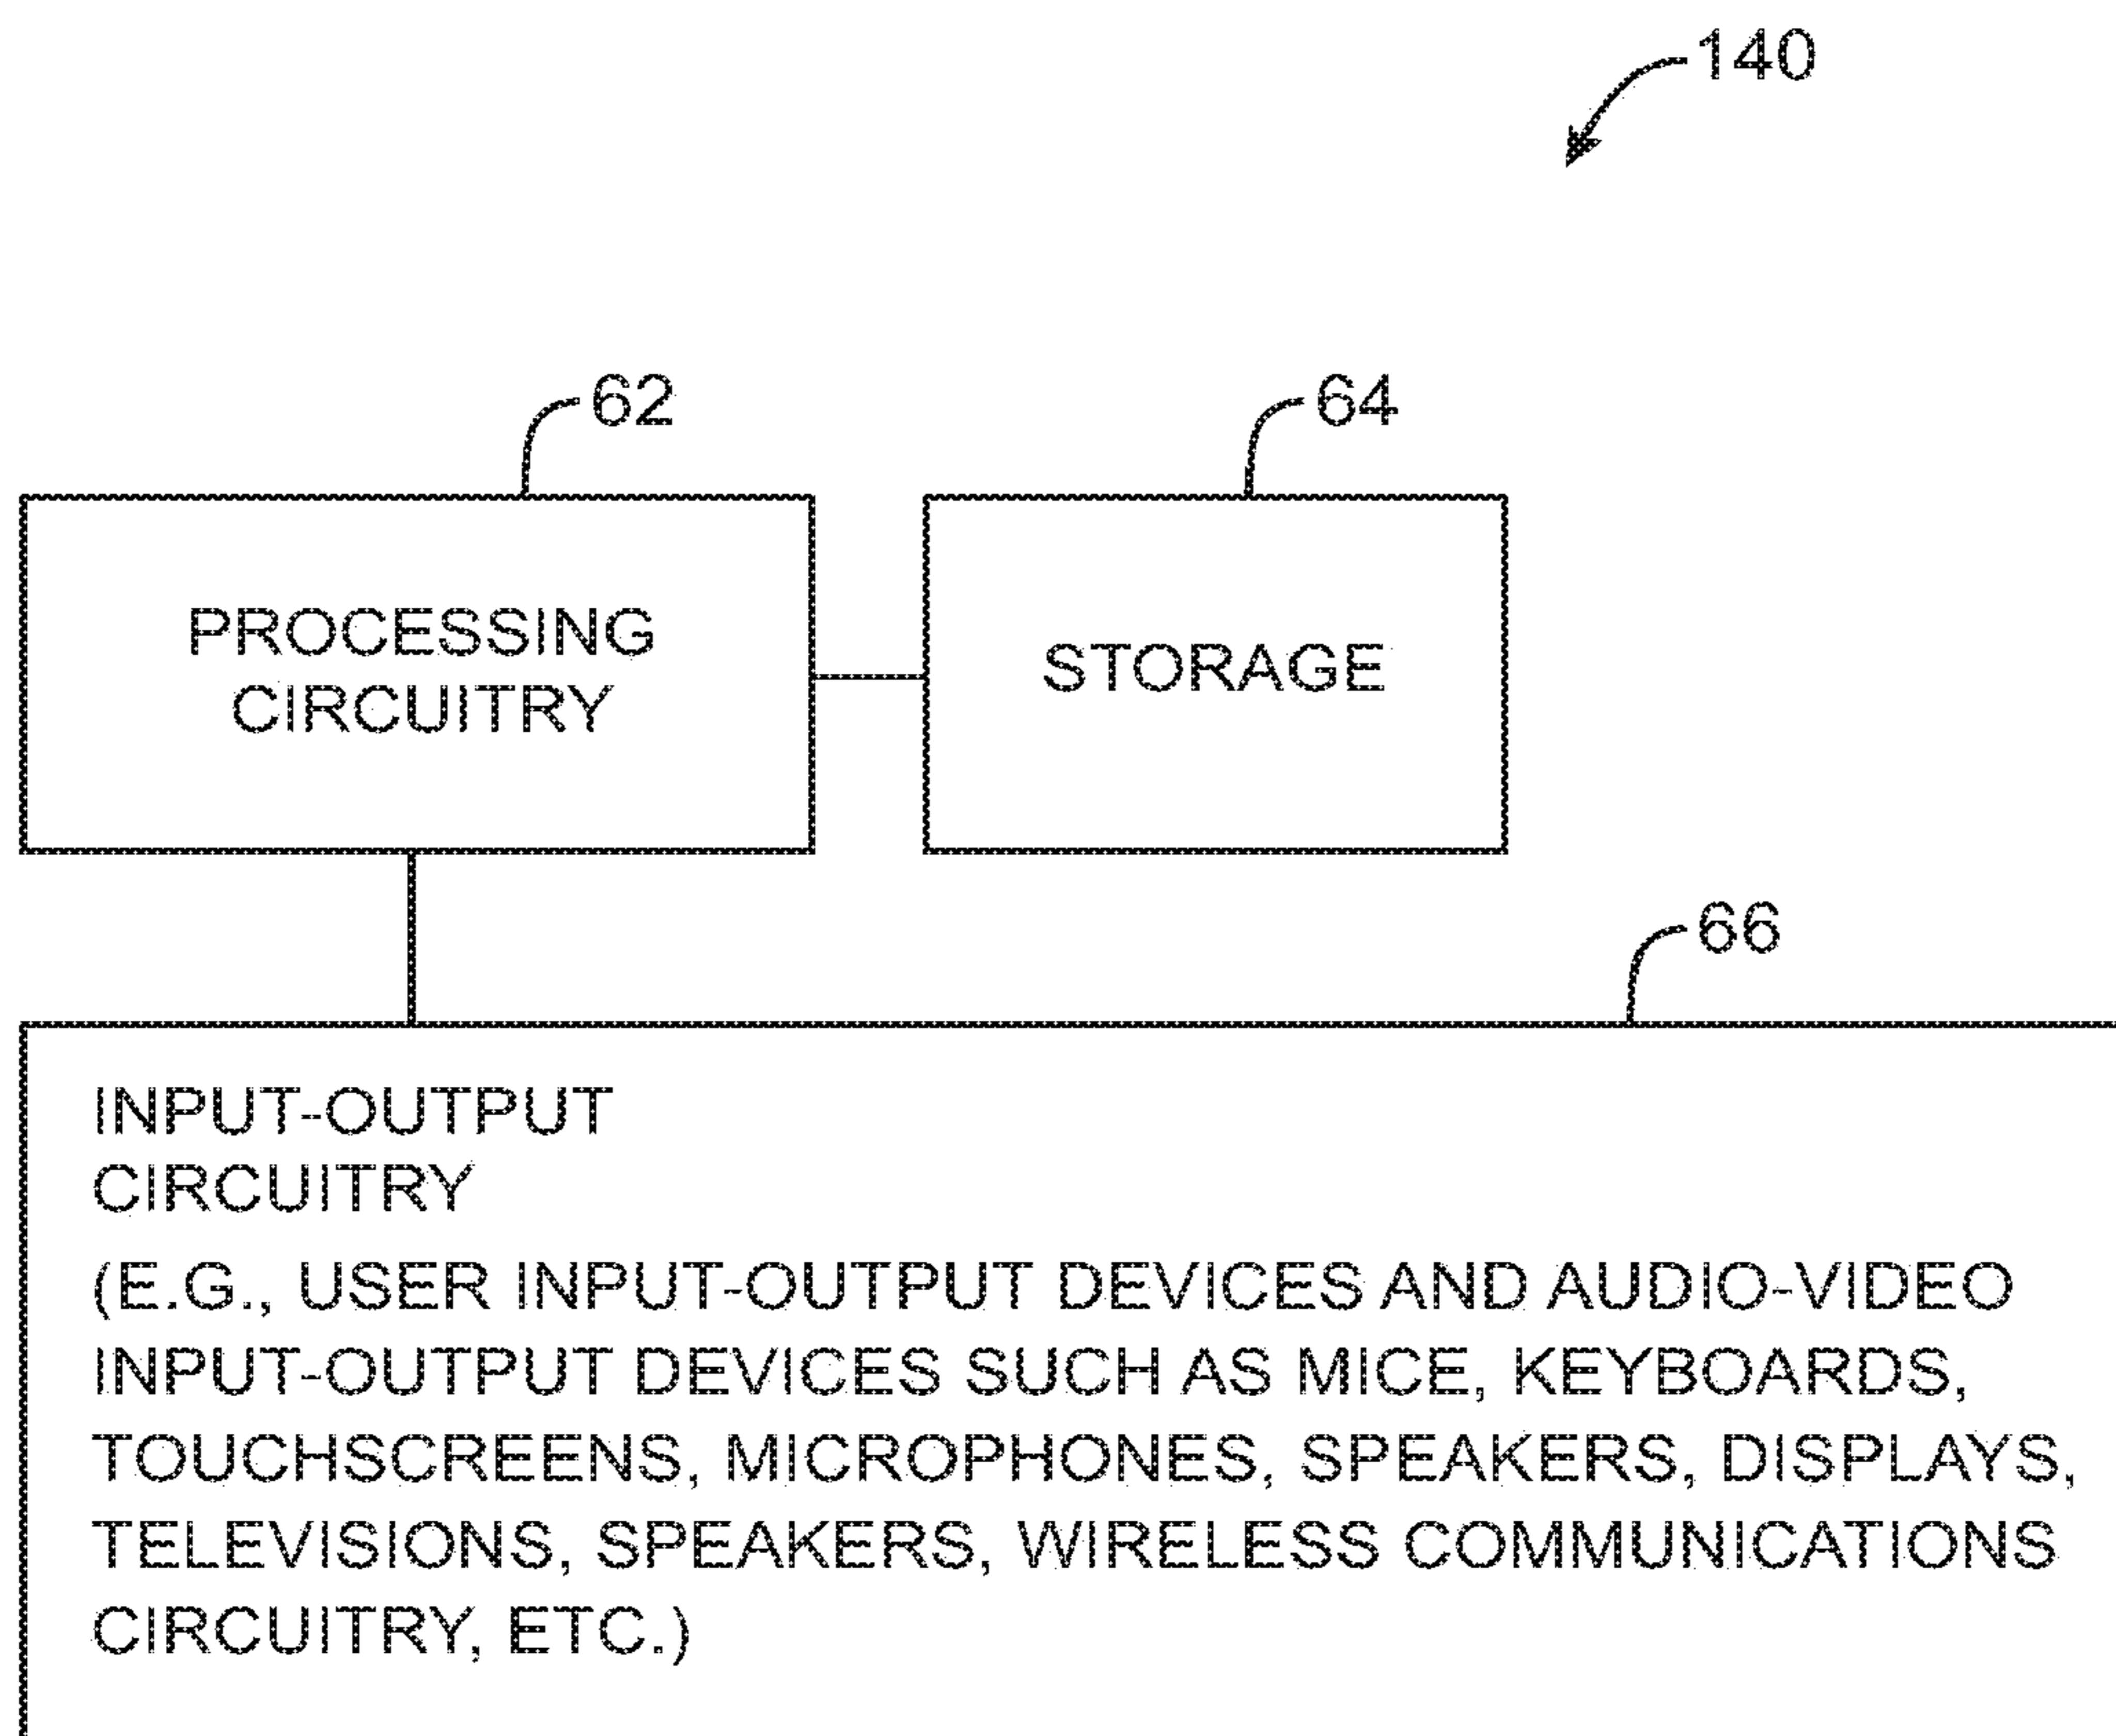 140
62
64
PROCESSING
CIRCUITRY
STORAGE
66
INPUT-OUTPUT
CIRCUITRY
(E.G., USER INPUT-OUTPUT DEVICES AND AUDIO-VIDEO
INPUT-OUTPUT DEVICES SUCH AS MICE, KEYBOARDS,
TOUCHSCREENS, MICROPHONES, SPEAKERS, DISPLAYS,
TELEVISIONS, SPEAKERS, WIRELESS COMMUNICATIONS
CIRCUITRY, ETC.)